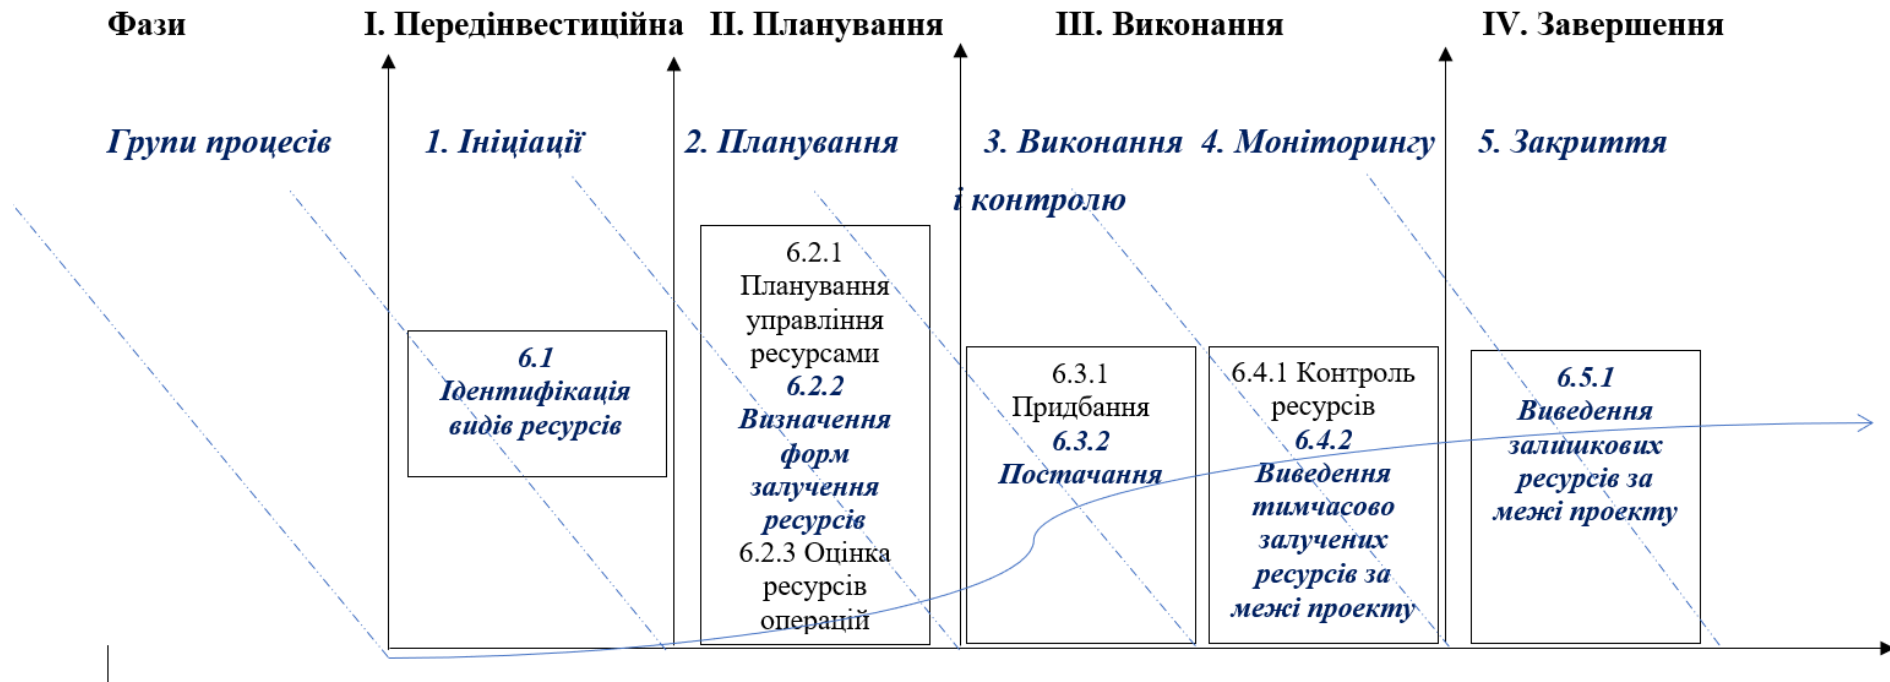 Фази I. Передінвестиційна II. Планування III. Виконання IV. Завершення
Групи процесів 1. Ініціації 2. Планування 3. Виконання 4. Моніторингу 5. Закриття
і контролю
6.1
Ідентифікація
видів ресурсів
6.2.1
Планування
управління
ресурсами
6.2.2
Визначення
форм
залучення
ресурсів
6.2.3 Оцінка
ресурсів
операцій
6.3.1
Придбання
6.3.2
Постачання
6.4.1 Контроль
ресурсів
6.4.2
Виведення
тимчасово
залучених
ресурсів за
межі проекту
6.5.1
Виведення
залишкових
ресурсів за
межі проекту